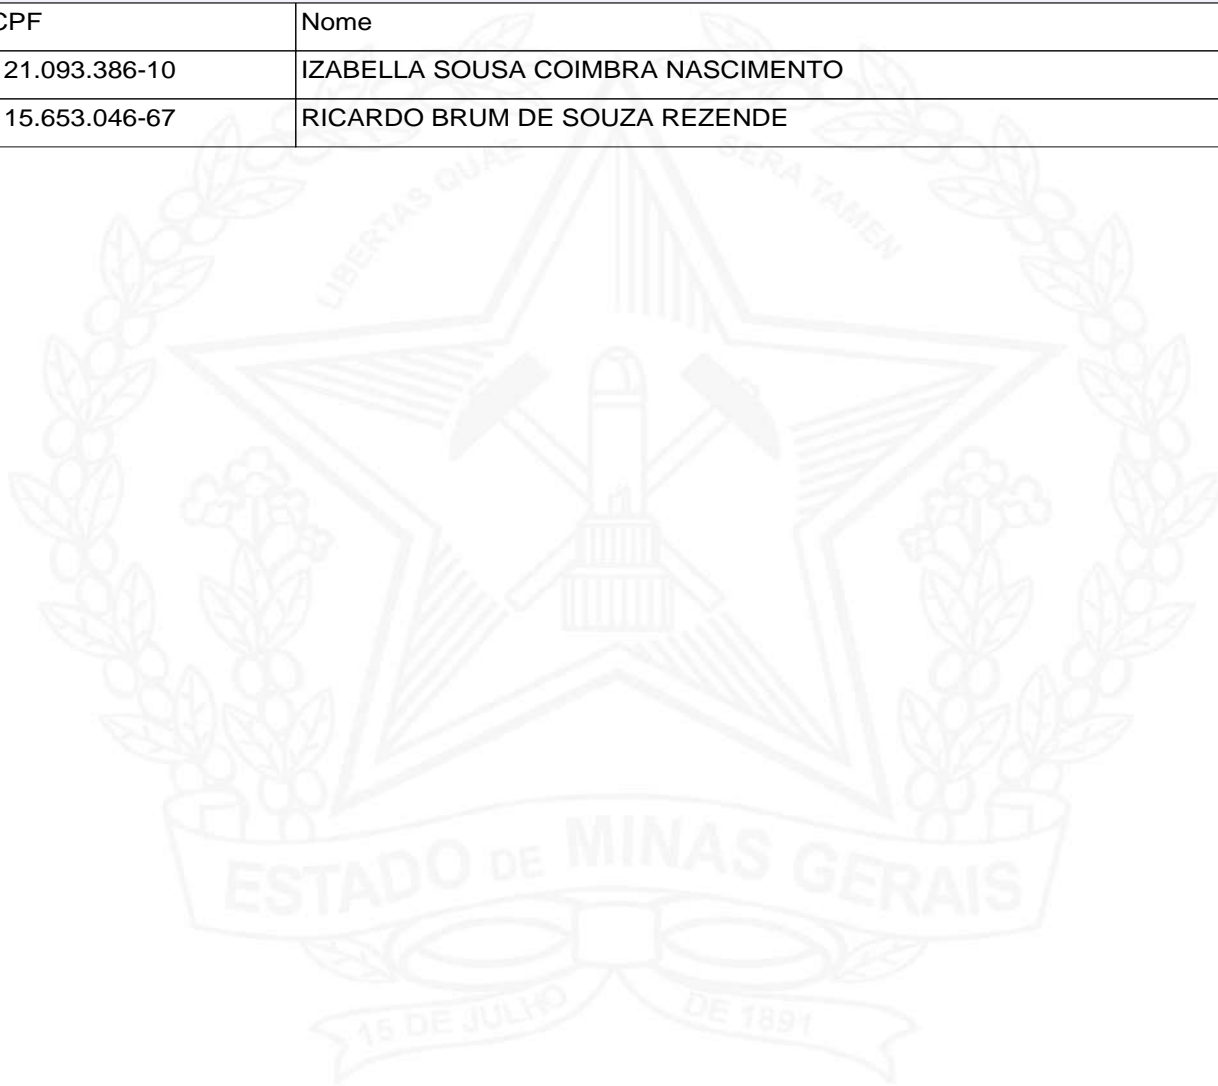 CPF Nome
21.093.386-10 IZABELLA SOUSA COIMBRA NASCIMENTO
15.653.046-67 RICARDO BRUM DE SOUZA REZENDE
LIBERTAS QUAE SERA TAMEN
ESTADO DE MINAS GERAIS
15 DE JULHO DE 1891